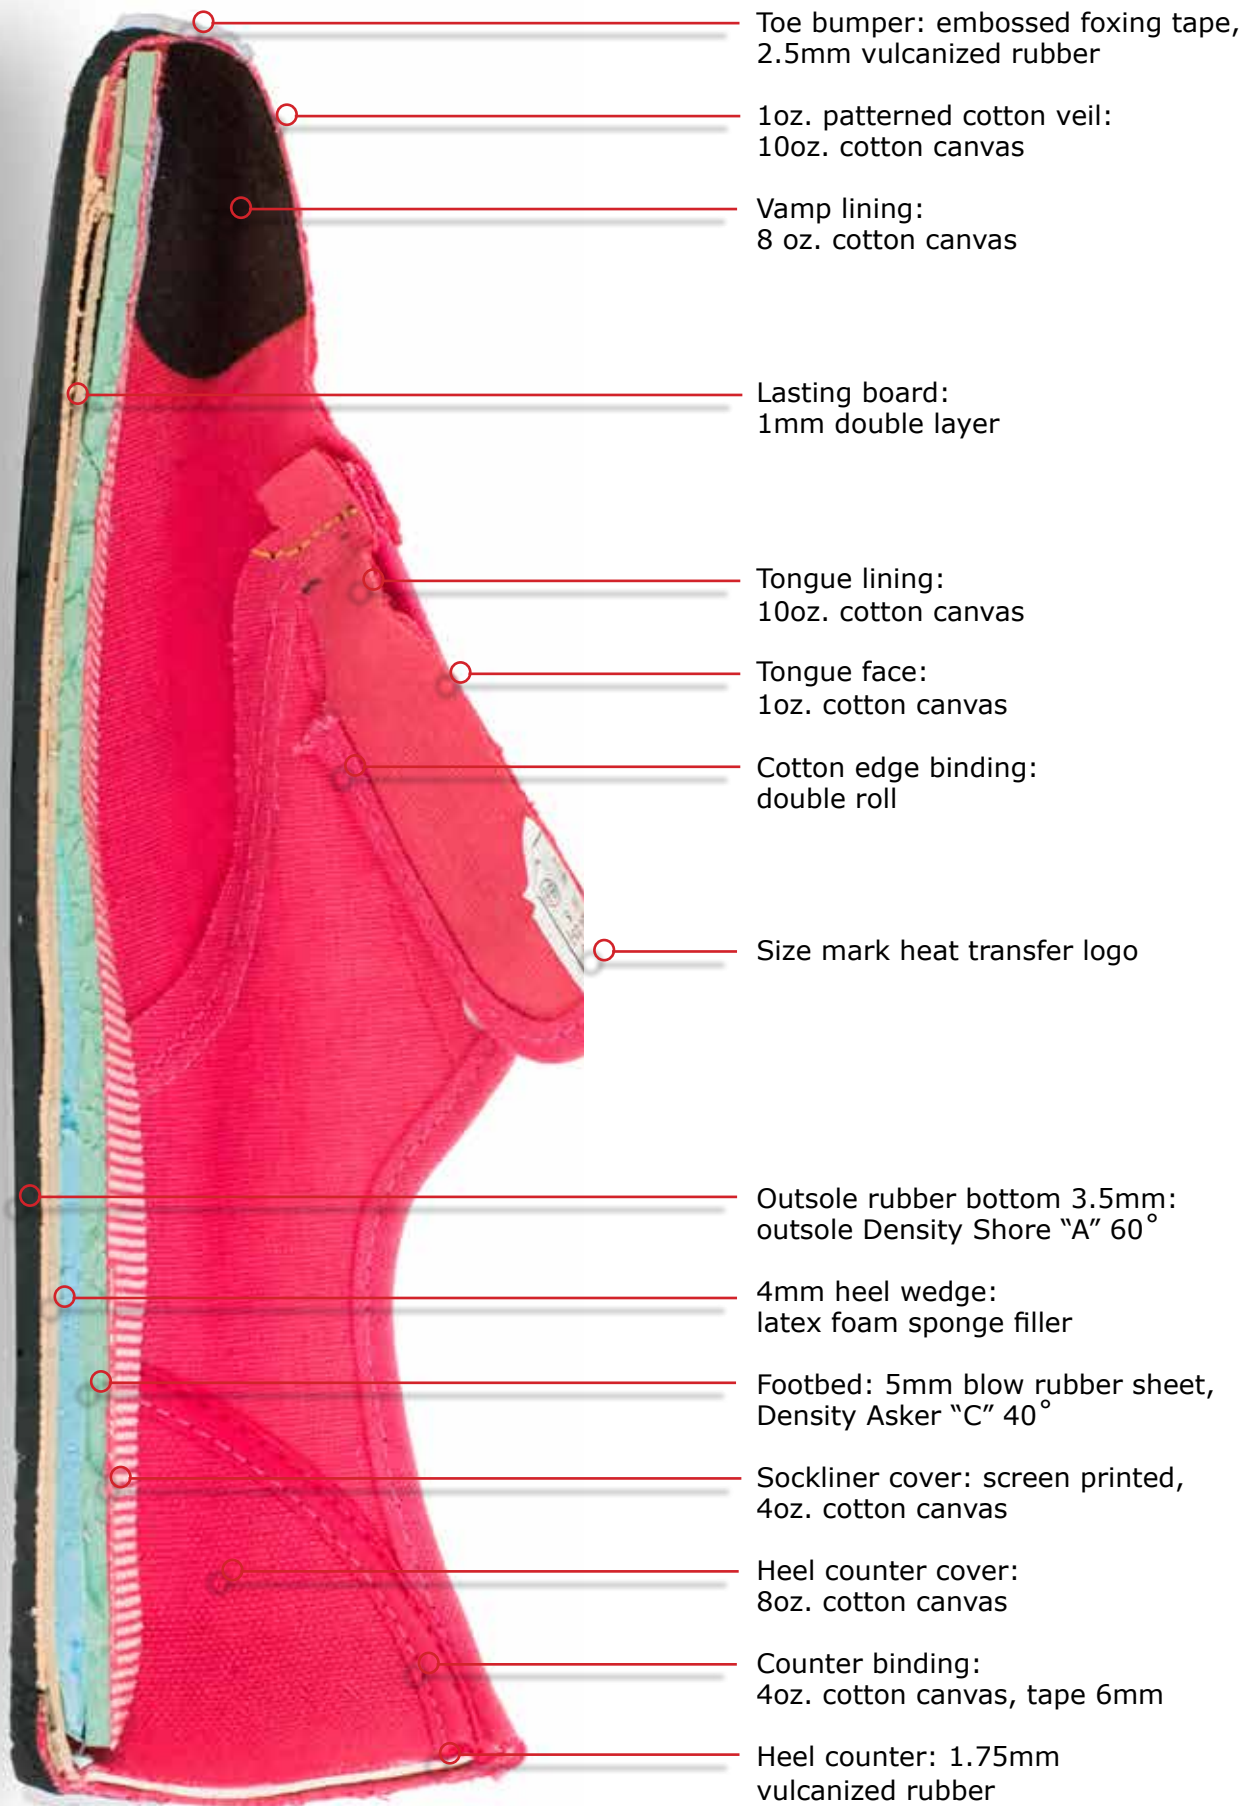 Toe bumper: embossed foxing tape,
2.5mm vulcanized rubber
1oz. patterned cotton veil:
10oz. cotton canvas
Vamp lining:
8 oz. cotton canvas
Lasting board:
1mm double layer
Tongue lining:
10oz. cotton canvas
Tongue face:
1oz. cotton canvas
Cotton edge binding:
double roll
Size mark heat transfer logo
Outsole rubber bottom 3.5mm:
outsole Density Shore “A” 60˚
4mm heel wedge:
latex foam sponge filler
Footbed: 5mm blow rubber sheet,
Density Asker “C” 40˚
Sockliner cover: screen printed,
4oz. cotton canvas
Heel counter cover:
8oz. cotton canvas
Counter binding:
4oz. cotton canvas, tape 6mm
Heel counter: 1.75mm
vulcanized rubber